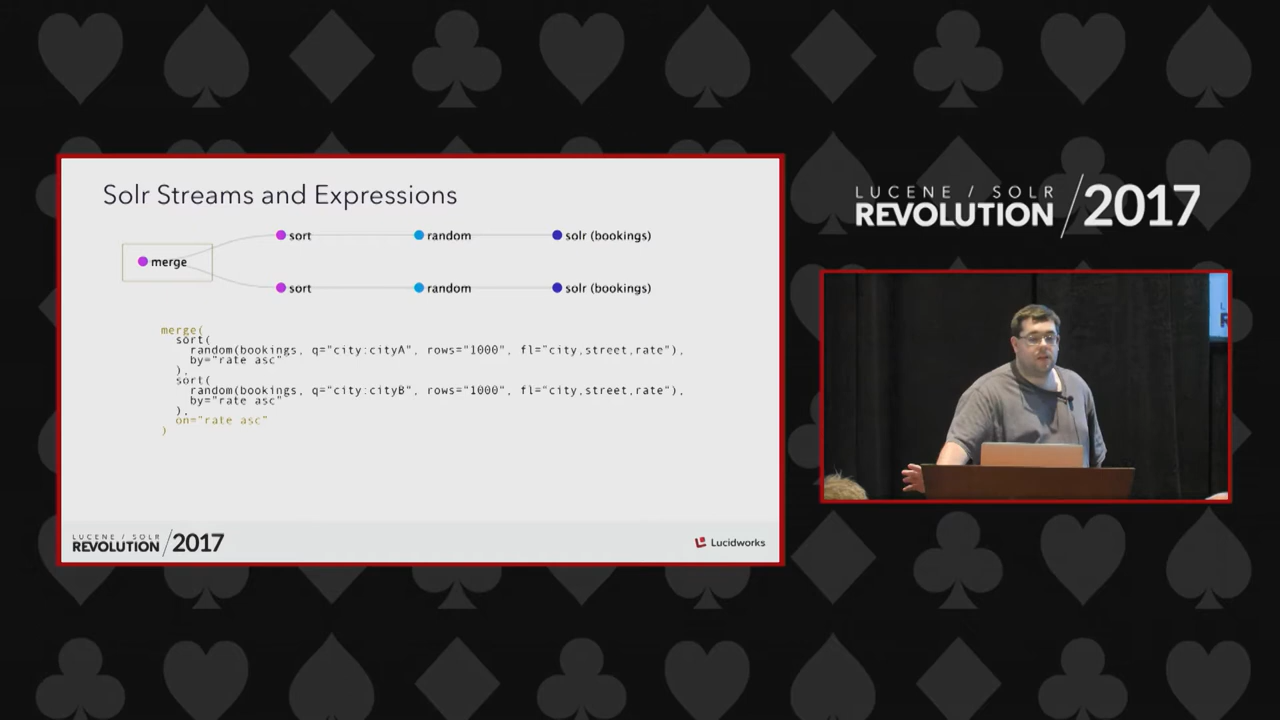 Solr Streams and Expressions
sort random solr (bookings)
merge
sort random solr (bookings)
merge(
sort(
random(bookings, q="city:cityA", rows="1000", fl="city,street,rate"),
by="rate asc"
),
sort(
random(bookings, q="city:cityB", rows="1000", fl="city,street,rate"),
by="rate asc"
),
on="rate asc"
)
LUCENE / SOLR
REVOLUTION / 2017
Lucidworks
LUCENE / SOLR
REVOLUTION / 2017